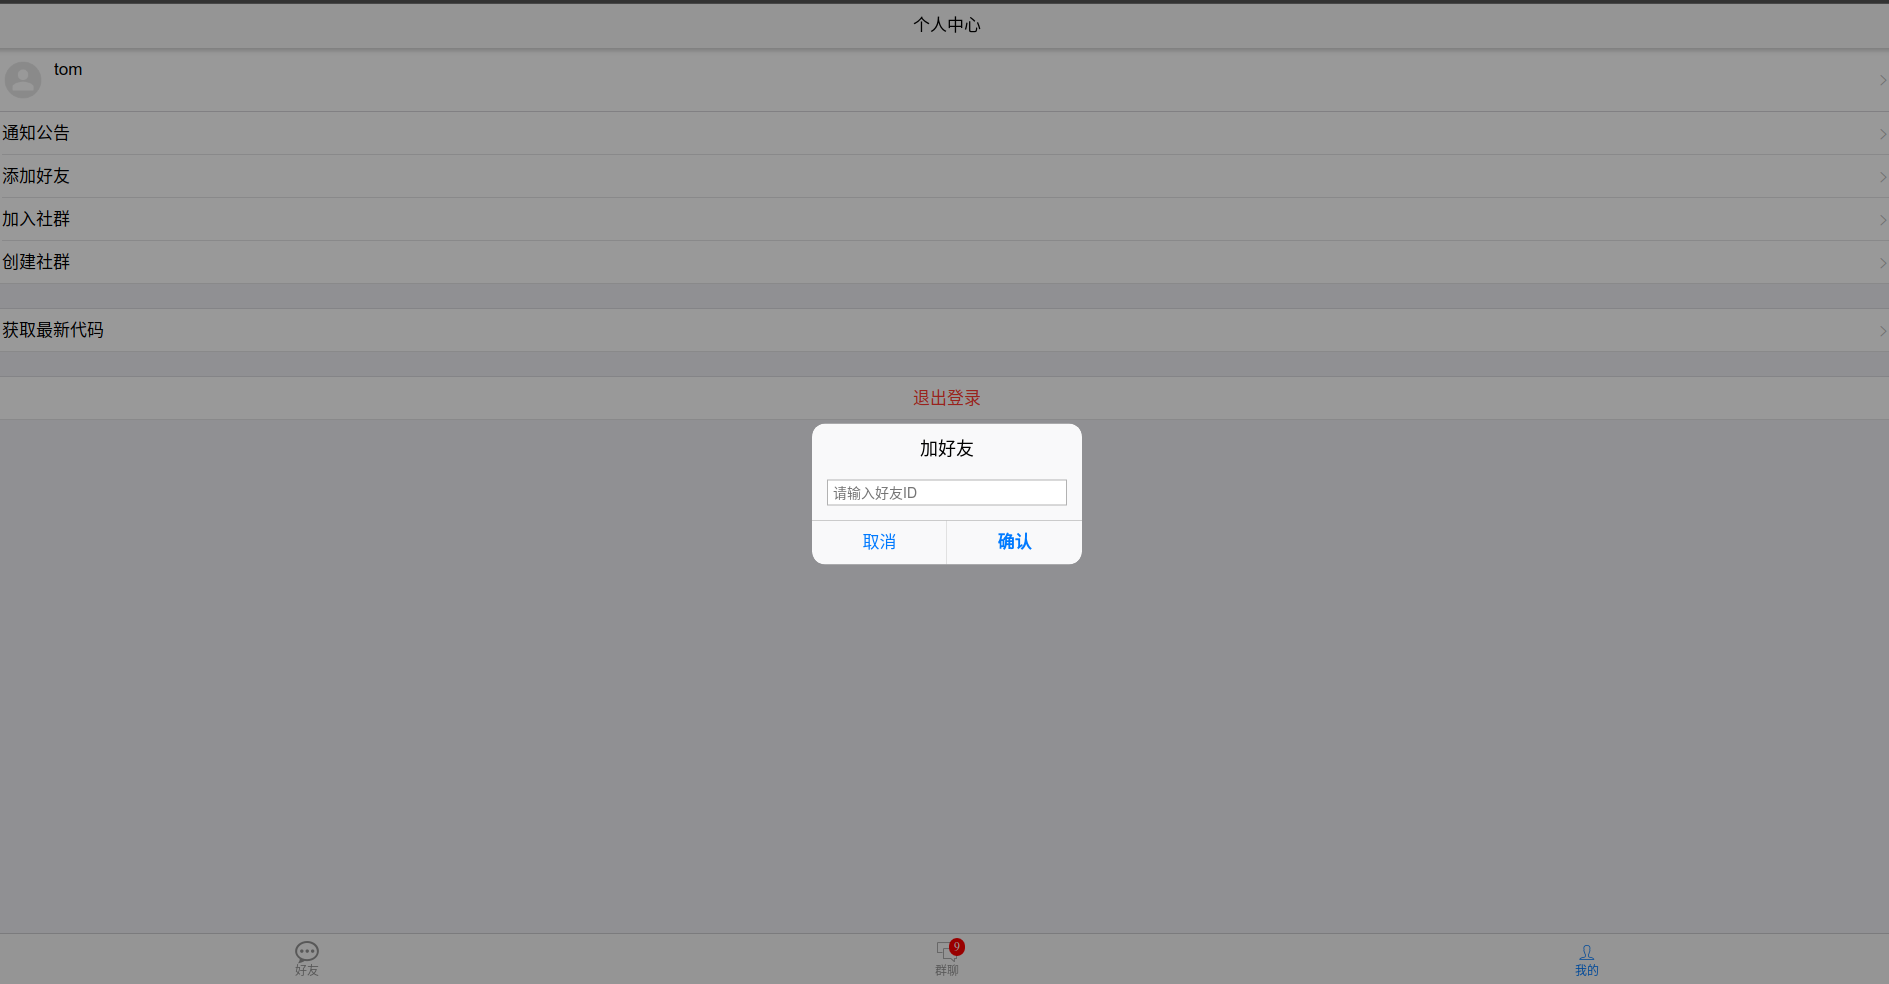 个人中心
tom
通知公告
添加好友
加入社群
创建社群
获取最新代码
退出登录
加好友
请输入好友ID
取消
确认
好友
9
群聊
我的